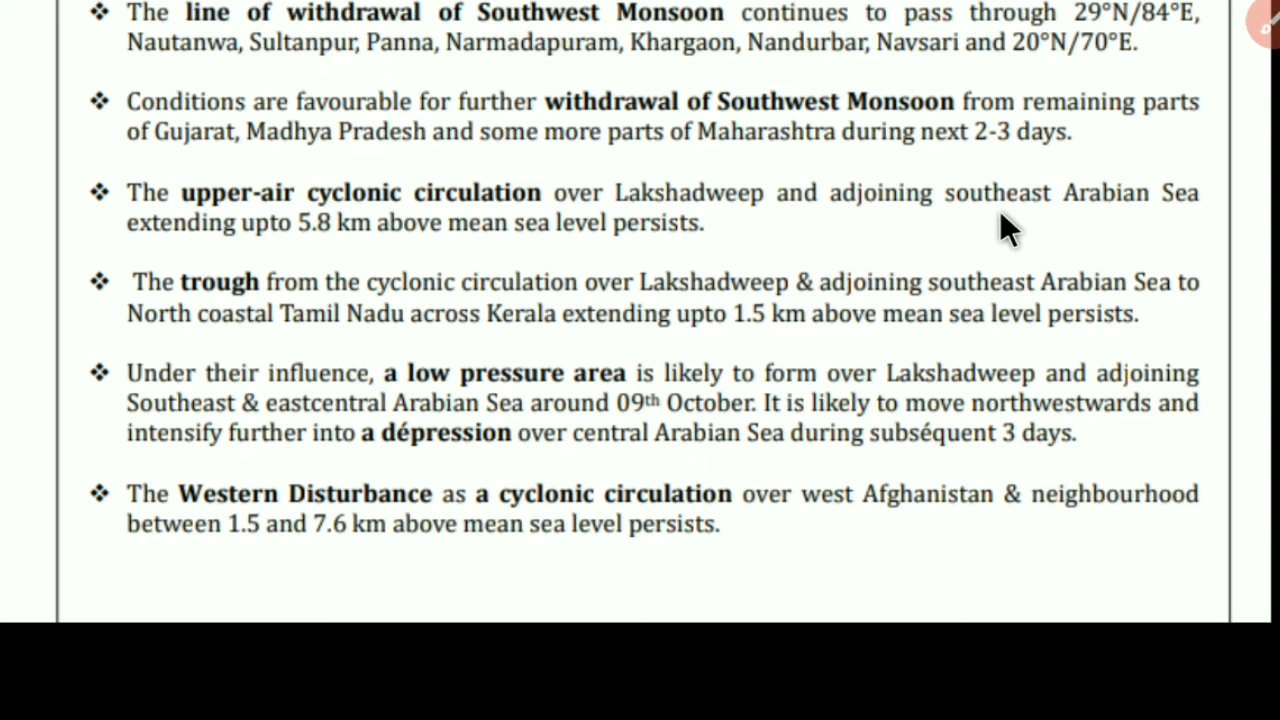 ❖ The line of withdrawal of Southwest Monsoon continues to pass through 29°N/84°E,
Nautanwa, Sultanpur, Panna, Narmadapuram, Khargaon, Nandurbar, Navsari and 20°N/70°E.
❖ Conditions are favourable for further withdrawal of Southwest Monsoon from remaining parts
of Gujarat, Madhya Pradesh and some more parts of Maharashtra during next 2-3 days.
❖ The upper-air cyclonic circulation over Lakshadweep and adjoining southeast Arabian Sea
extending upto 5.8 km above mean sea level persists.
❖ The trough from the cyclonic circulation over Lakshadweep & adjoining southeast Arabian Sea to
North coastal Tamil Nadu across Kerala extending upto 1.5 km above mean sea level persists.
❖ Under their influence, a low pressure area is likely to form over Lakshadweep and adjoining
Southeast & eastcentral Arabian Sea around 09th October. It is likely to move northwestwards and
intensify further into a dépression over central Arabian Sea during subséquent 3 days.
❖ The Western Disturbance as a cyclonic circulation over west Afghanistan & neighbourhood
between 1.5 and 7.6 km above mean sea level persists.